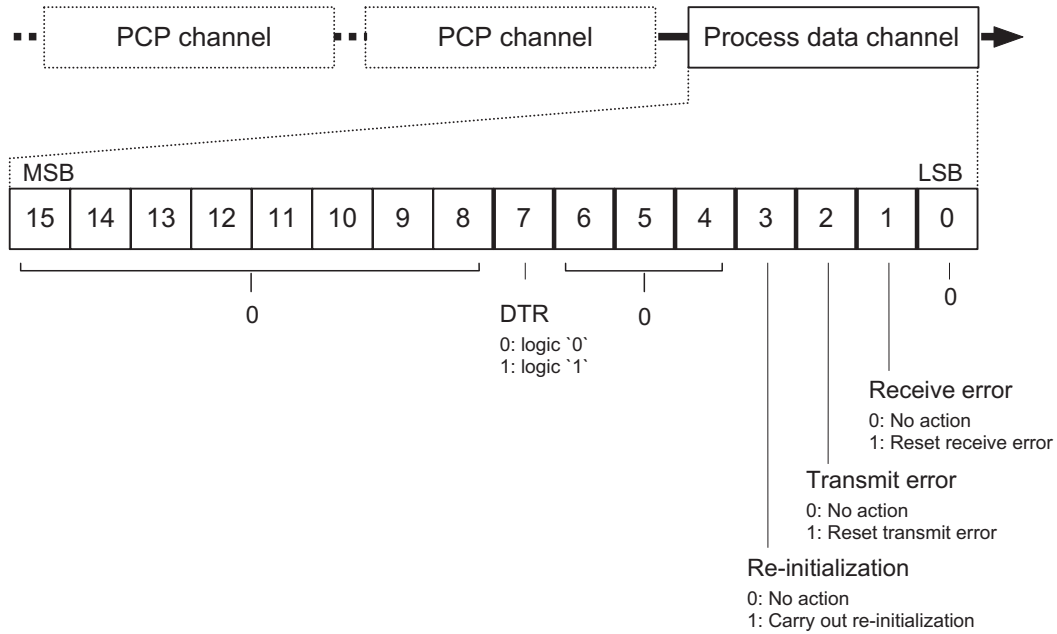 PCP channel PCP channel Process data channel
MSB LSB
15 14 13 12 11 10 9 8 7 6 5 4 3 2 1 0
0 DTR 0 0
0: logic `0`
1: logic `1`
Receive error
0: No action
1: Reset receive error
Transmit error
0: No action
1: Reset transmit error
Re-initialization
0: No action
1: Carry out re-initialization